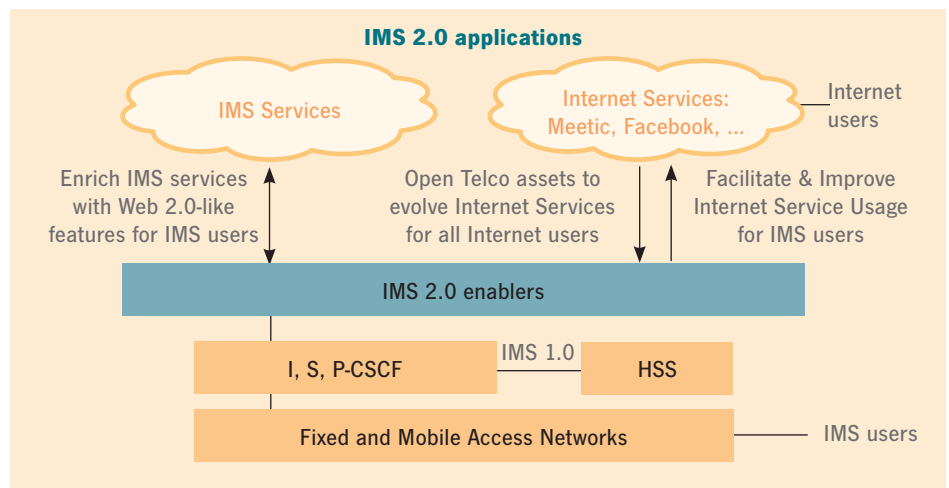 IMS 2.0 applications
IMS Services
Internet Services:
Meetic, Facebook, ...
Internet
users
Enrich IMS services
with Web 2.0-like
features for IMS users
Open Telco assets to
evolve Internet Services
for all Internet users
Facilitate & Improve
Internet Service Usage
for IMS users
IMS 2.0 enablers
I, S, P-CSCF
IMS 1.0
HSS
Fixed and Mobile Access Networks
IMS users